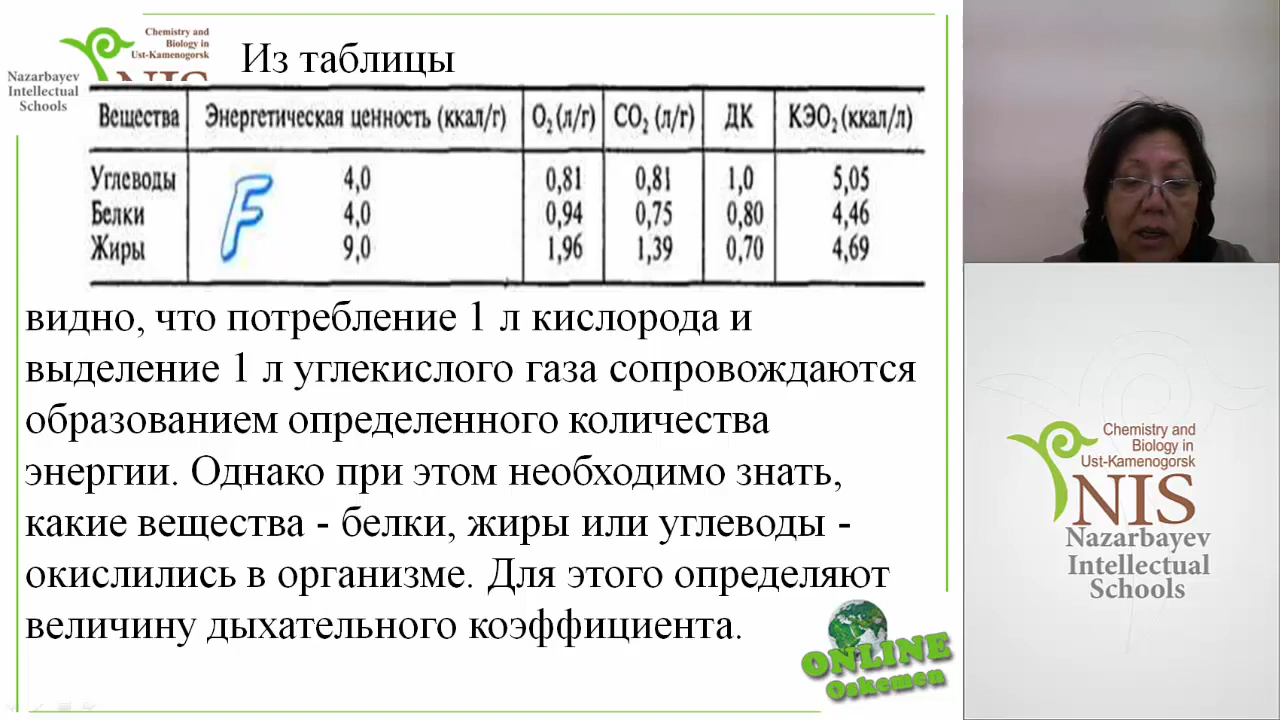 Chemistry and
Biology in
Ust-Kamenogorsk
NIS
Nazarbayev
Intellectual
Schools
Из таблицы
Вещества Энергетическая ценность (ккал/г) O₂ (л/г) CO₂ (л/г) ДК КЭО₂ (ккал/л)
Углеводы 4,0 0,81 0,81 1,0 5,05
Белки 4,0 0,94 0,75 0,80 4,46
Жиры 9,0 1,96 1,39 0,70 4,69
F
видно, что потребление 1 л кислорода и
выделение 1 л углекислого газа сопровождаются
образованием определенного количества
энергии. Однако при этом необходимо знать,
какие вещества - белки, жиры или углеводы -
окислились в организме. Для этого определяют
величину дыхательного коэффициента.
ONLINE
Oskemen
Chemistry and
Biology in
Ust-Kamenogorsk
NIS
Nazarbayev
Intellectual
Schools